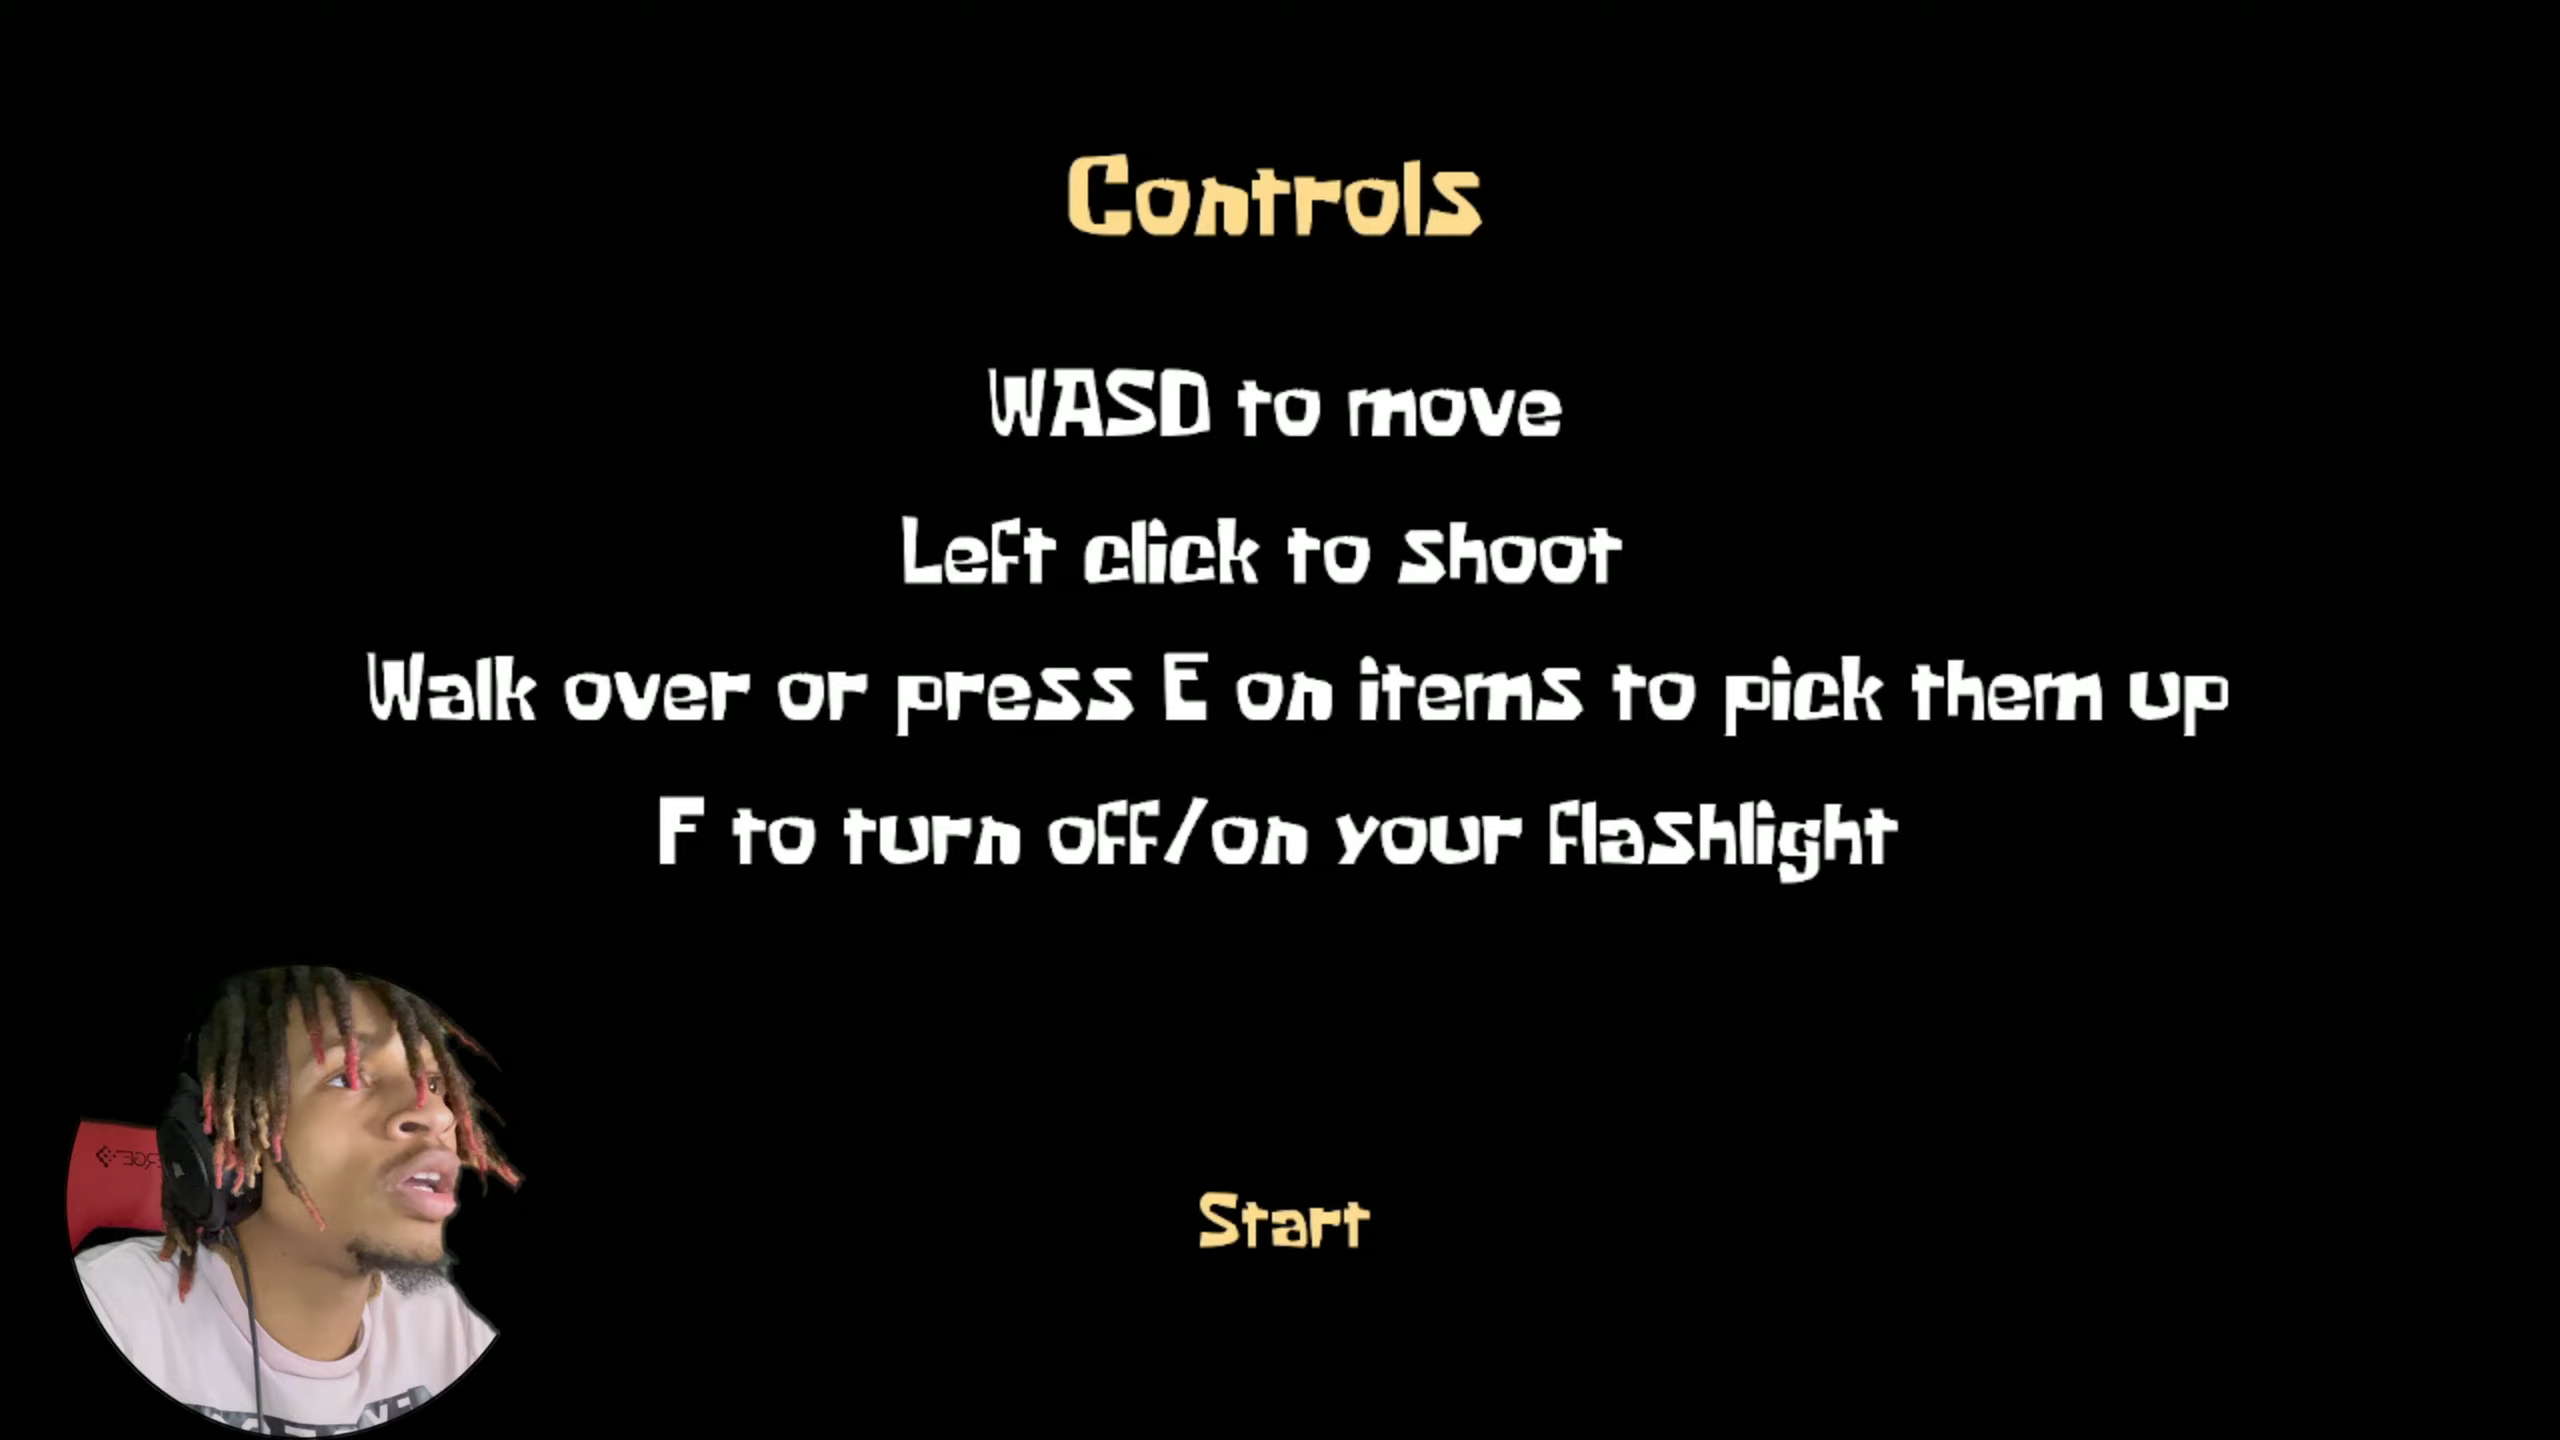 Controls
WASD to move
Left click to shoot
Walk over or press E on items to pick them up
F to turn off/on your flashlight
Start